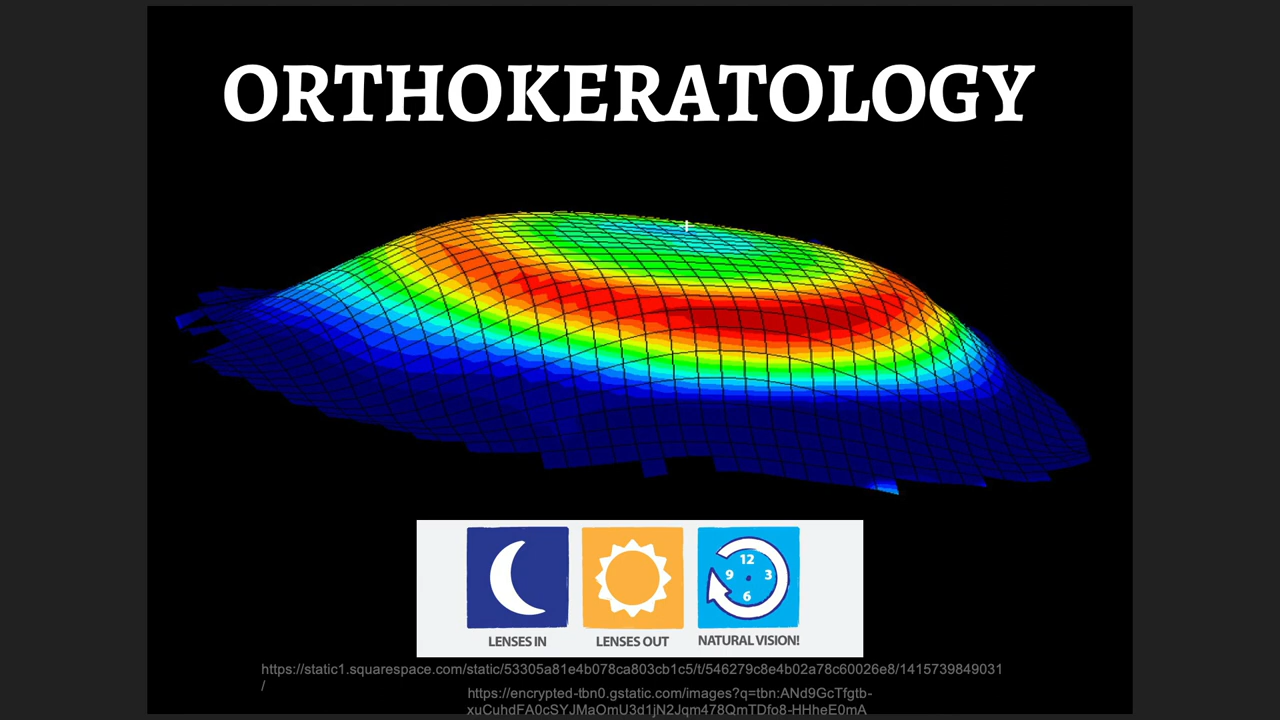 ORTHOKERATOLOGY
12
9 3
6
LENSES IN LENSES OUT NATURAL VISION!
https://static1.squarespace.com/static/53305a81e4b078ca803cb1c5/t/546279c8e4b02a78c60026e8/1415739849031
/
https://encrypted-tbn0.gstatic.com/images?q=tbn:ANd9GcTfgtb-
xuCuhdFA0cSYJMaOmU3d1jN2Jqm478QmTDfo8-HHheE0mA